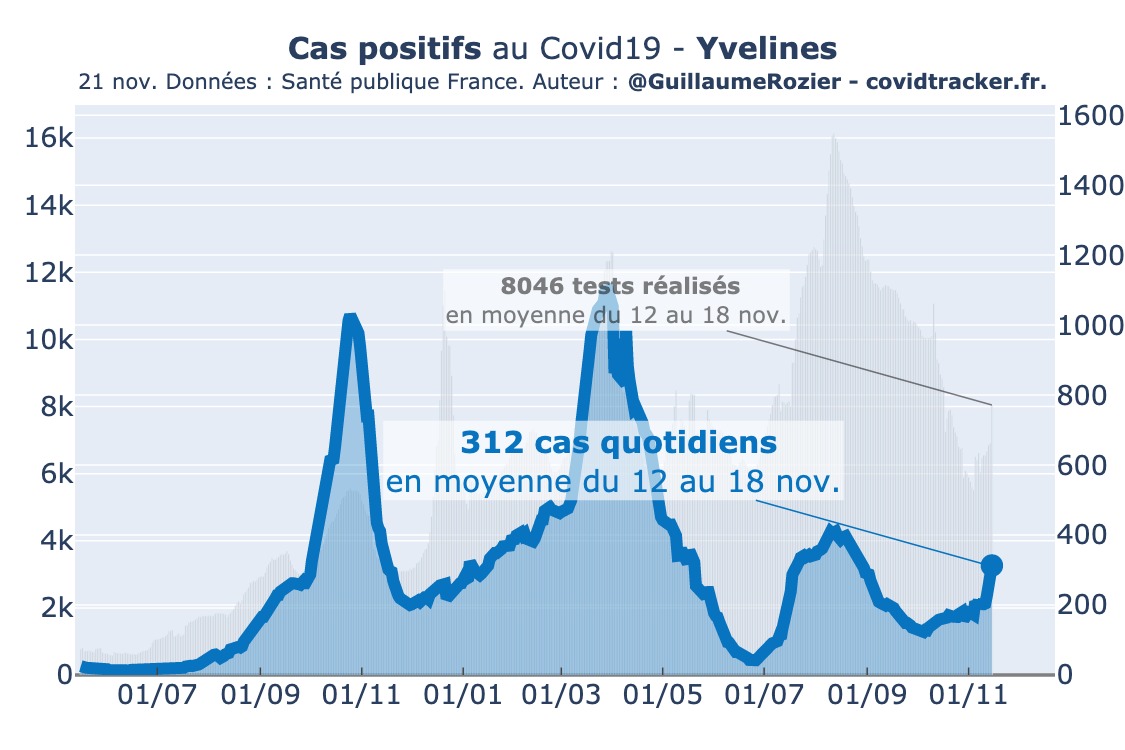 Cas positifs au Covid19 - Yvelines
21 nov. Données : Santé publique France. Auteur : @GuillaumeRozier - covidtracker.fr.
16k
14k
12k
10k
8k
6k
4k
2k
0
1600
1400
1200
1000
800
600
400
200
0
8046 tests réalisés
en moyenne du 12 au 18 nov.
312 cas quotidiens
en moyenne du 12 au 18 nov.
01/07 01/09 01/11 01/01 01/03 01/05 01/07 01/09 01/11